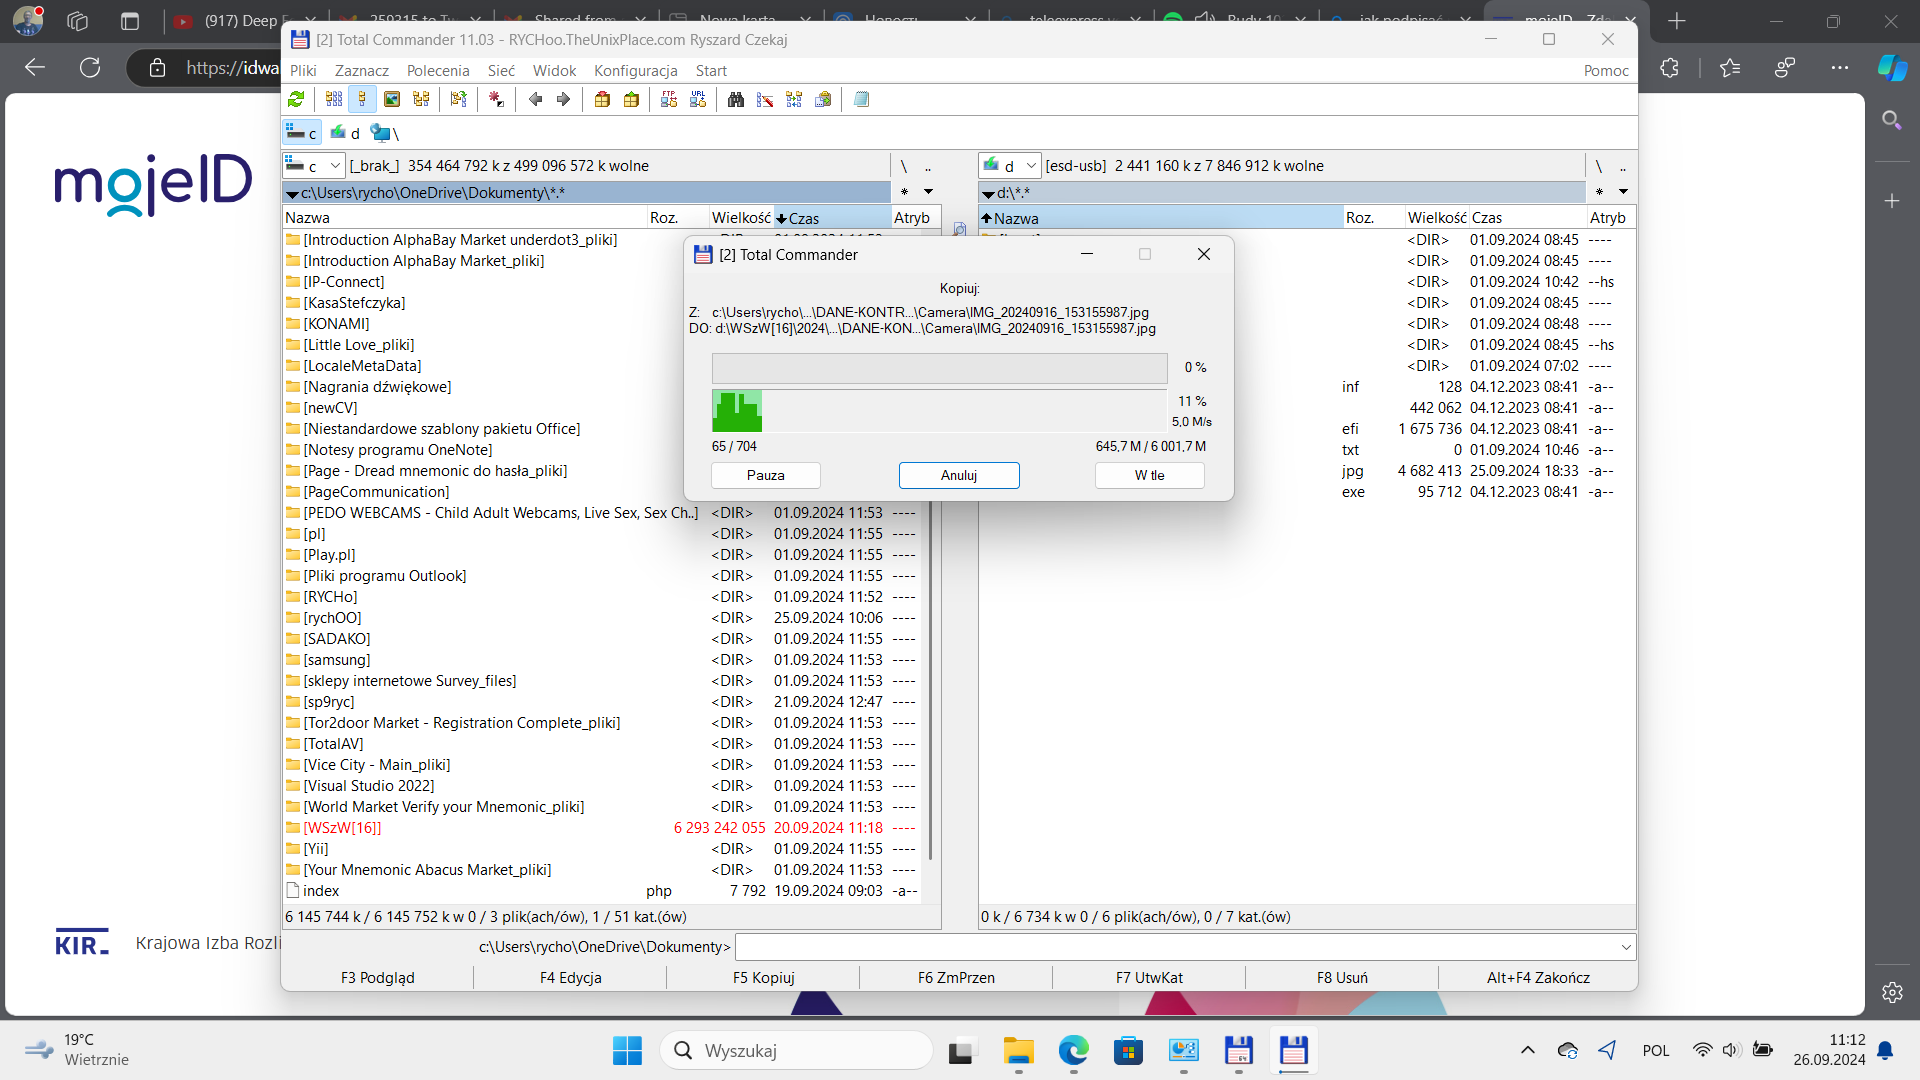 (917) Deep
259315 to Tw
Shared from
Nowa karta
teleexpress
Rudy 10
jak podpisać
mojeID - Zda
[2] Total Commander 11.03 - RYCHoo.TheUnixPlace.com Ryszard Czekaj
https://idwa
Pliki Zaznacz Polecenia Sieć Widok Konfiguracja Start Pomoc
FTP URL
c d \
c [_brak_] 354 464 792 k z 499 096 572 k wolne \ ..
d [esd-usb] 2 441 160 k z 7 846 912 k wolne \ ..
c:\Users\rycho\OneDrive\Dokumenty\*.* *
d:\*.* *
Nazwa Roz. Wielkość Czas Atryb
Nazwa Roz. Wielkość Czas Atryb
[Introduction AlphaBay Market underdot3_pliki]
[Introduction AlphaBay Market_pliki]
[IP-Connect]
[KasaStefczyka]
[KONAMI]
[Little Love_pliki]
[LocaleMetaData]
[Nagrania dźwiękowe]
[newCV]
[Niestandardowe szablony pakietu Office]
[Notesy programu OneNote]
[Page - Dread mnemonic do hasła_pliki]
[PageCommunication]
[PEDO WEBCAMS - Child Adult Webcams, Live Sex, Sex Ch..] <DIR> 01.09.2024 11:53 ----
[pl] <DIR> 01.09.2024 11:55 ----
[Play.pl] <DIR> 01.09.2024 11:55 ----
[Pliki programu Outlook] <DIR> 01.09.2024 11:55 ----
[RYCHo] <DIR> 01.09.2024 11:52 ----
[rychOO] <DIR> 25.09.2024 10:06 ----
[SADAKO] <DIR> 01.09.2024 11:55 ----
[samsung] <DIR> 01.09.2024 11:53 ----
[sklepy internetowe Survey_files] <DIR> 01.09.2024 11:53 ----
[sp9ryc] <DIR> 21.09.2024 12:47 ----
[Tor2door Market - Registration Complete_pliki] <DIR> 01.09.2024 11:53 ----
[TotalAV] <DIR> 01.09.2024 11:53 ----
[Vice City - Main_pliki] <DIR> 01.09.2024 11:53 ----
[Visual Studio 2022] <DIR> 01.09.2024 11:53 ----
[World Market Verify your Mnemonic_pliki] <DIR> 01.09.2024 11:53 ----
[WSzW[16]] 6 293 242 055 20.09.2024 11:18 ----
[Yii] <DIR> 01.09.2024 11:55 ----
[Your Mnemonic Abacus Market_pliki] <DIR> 01.09.2024 11:53 ----
index php 7 792 19.09.2024 09:03 -a--
6 145 744 k / 6 145 752 k w 0 / 3 plik(ach/ów), 1 / 51 kat.(ów)
<DIR> 01.09.2024 08:45 ----
<DIR> 01.09.2024 08:45 ----
<DIR> 01.09.2024 10:42 --hs
<DIR> 01.09.2024 08:45 ----
<DIR> 01.09.2024 08:48 ----
<DIR> 01.09.2024 08:45 --hs
<DIR> 01.09.2024 07:02 ----
inf 128 04.12.2023 08:41 -a--
442 062 04.12.2023 08:41 -a--
efi 1 675 736 04.12.2023 08:41 -a--
txt 0 01.09.2024 10:46 -a--
jpg 4 682 413 25.09.2024 18:33 -a--
exe 95 712 04.12.2023 08:41 -a--
0 k / 6 734 k w 0 / 6 plik(ach/ów), 0 / 7 kat.(ów)
[2] Total Commander
Kopiuj:
Z: c:\Users\rycho\...\DANE-KONTR...\Camera\IMG_20240916_153155987.jpg
DO: d:\WSzW[16]\2024\...\DANE-KON...\Camera\IMG_20240916_153155987.jpg
0 %
11 %
5,0 M/s
65 / 704 645,7 M / 6 001,7 M
Pauza Anuluj W tle
c:\Users\rycho\OneDrive\Dokumenty>
F3 Podgląd F4 Edycja F5 Kopiuj F6 ZmPrzen F7 UtwKat F8 Usuń Alt+F4 Zakończ
mojeID
KIR Krajowa Izba Rozli
19°C
Wietrznie
Wyszukaj
64
POL
11:12
26.09.2024